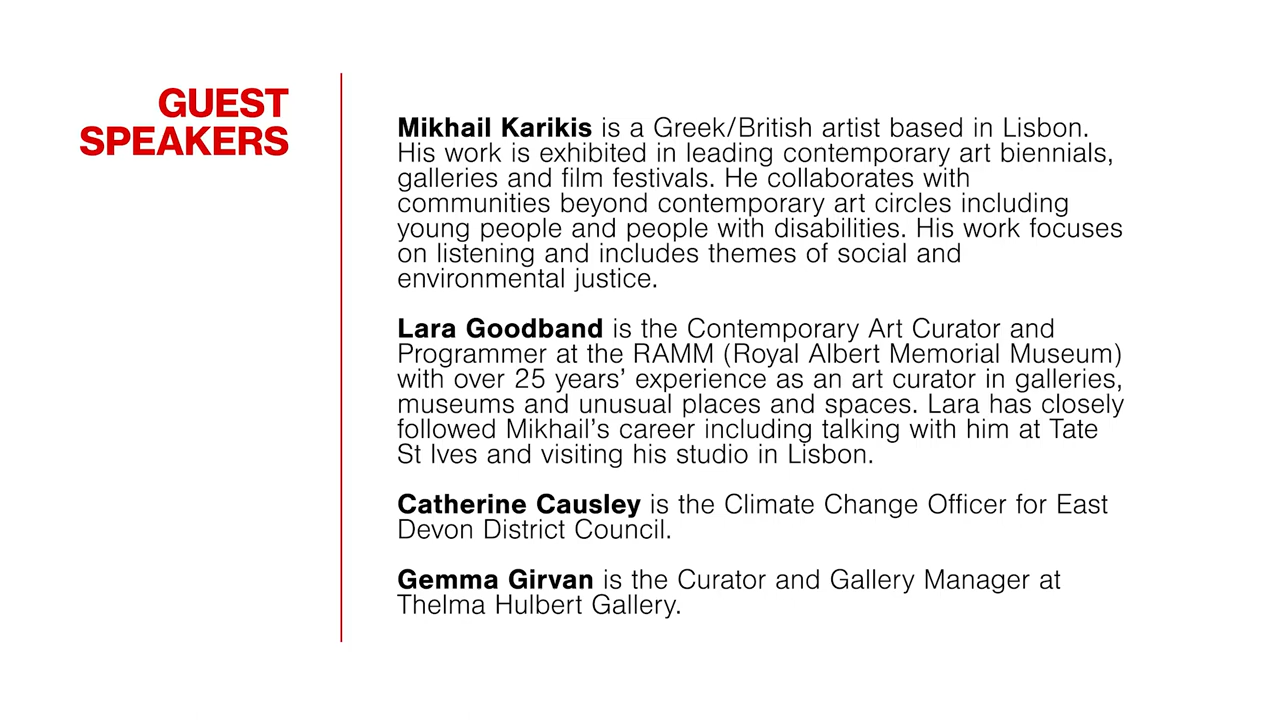 GUEST
SPEAKERS
Mikhail Karikis is a Greek/British artist based in Lisbon.
His work is exhibited in leading contemporary art biennials,
galleries and film festivals. He collaborates with
communities beyond contemporary art circles including
young people and people with disabilities. His work focuses
on listening and includes themes of social and
environmental justice.
Lara Goodband is the Contemporary Art Curator and
Programmer at the RAMM (Royal Albert Memorial Museum)
with over 25 years’ experience as an art curator in galleries,
museums and unusual places and spaces. Lara has closely
followed Mikhail’s career including talking with him at Tate
St Ives and visiting his studio in Lisbon.
Catherine Causley is the Climate Change Officer for East
Devon District Council.
Gemma Girvan is the Curator and Gallery Manager at
Thelma Hulbert Gallery.